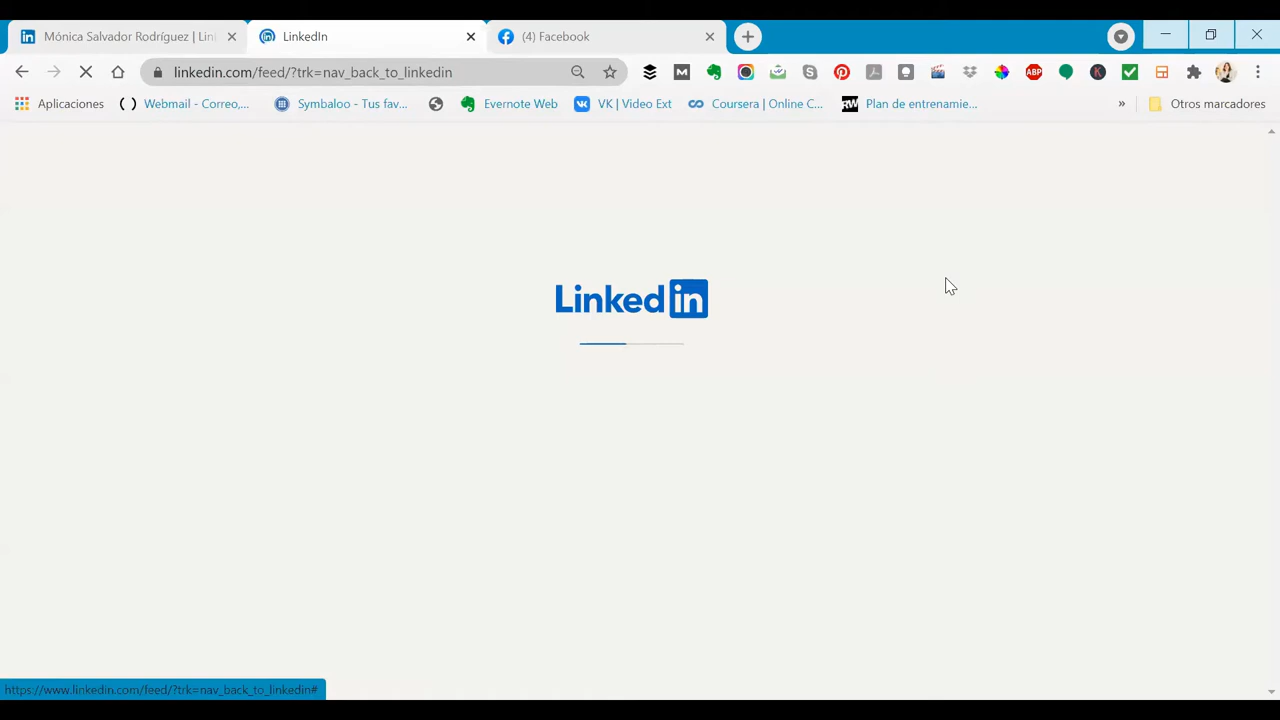 Mónica Salvador Rodríguez | Lin
LinkedIn
(4) Facebook
linkedin.com/feed/?trk=nav_back_to_linkedin
Aplicaciones
Webmail - Correo,...
Symbaloo - Tus fav...
Evernote Web
VK | Video Ext
Coursera | Online C...
Plan de entrenamie...
»
Otros marcadores
LinkedIn
https://www.linkedin.com/feed/?trk=nav_back_to_linkedin#